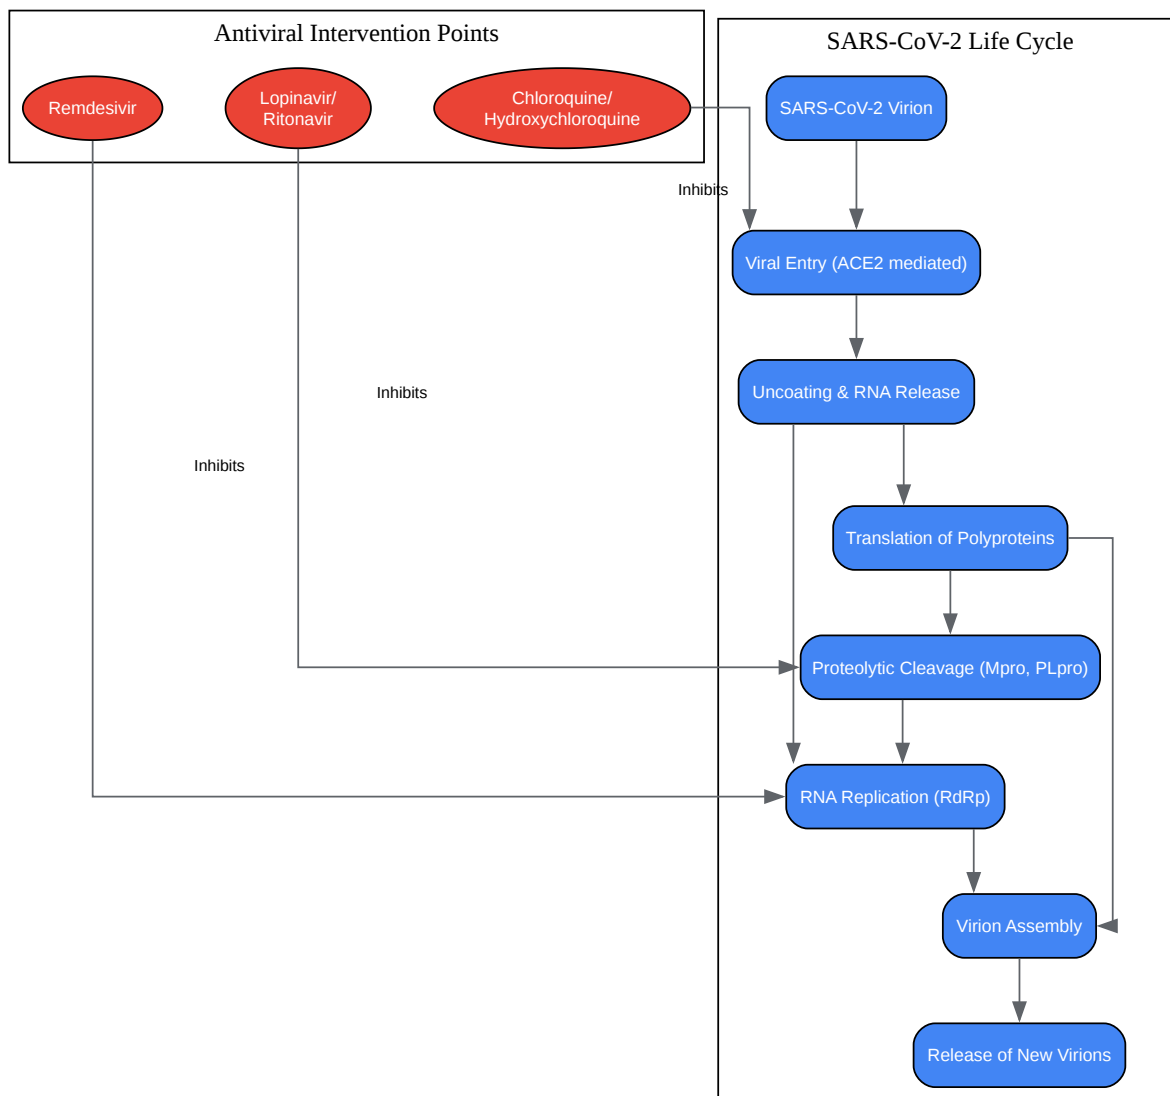 Antiviral Intervention Points
Remdesivir
Lopinavir/
Ritonavir
Chloroquine/
Hydroxychloroquine
SARS-CoV-2 Life Cycle
SARS-CoV-2 Virion
Inhibits
Viral Entry (ACE2 mediated)
Uncoating & RNA Release
Inhibits
Inhibits
Translation of Polyproteins
Proteolytic Cleavage (Mpro, PLpro)
RNA Replication (RdRp)
Virion Assembly
Release of New Virions